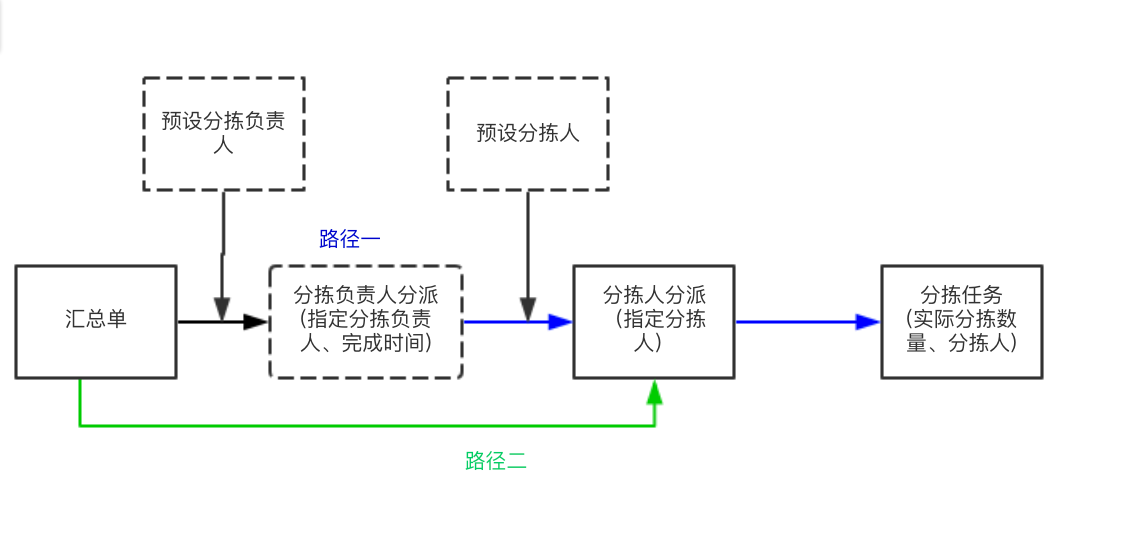 预设分拣负责
人
预设分拣人
路径一
汇总单
分拣负责人分派
(指定分拣负责
人、完成时间)
分拣人分派
(指定分拣
人)
分拣任务
(实际分拣数
量、分拣人)
路径二